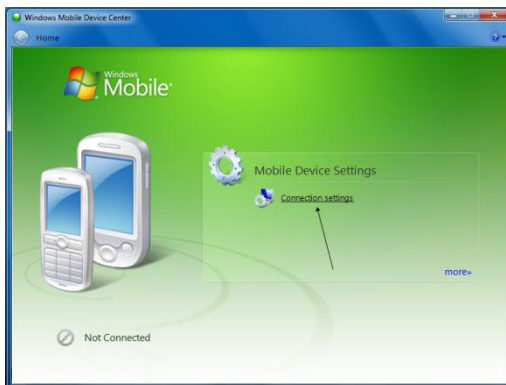 Windows Mobile Device Center
Home
Windows
Mobile®
Mobile Device Settings
Connection settings
more»
Not Connected